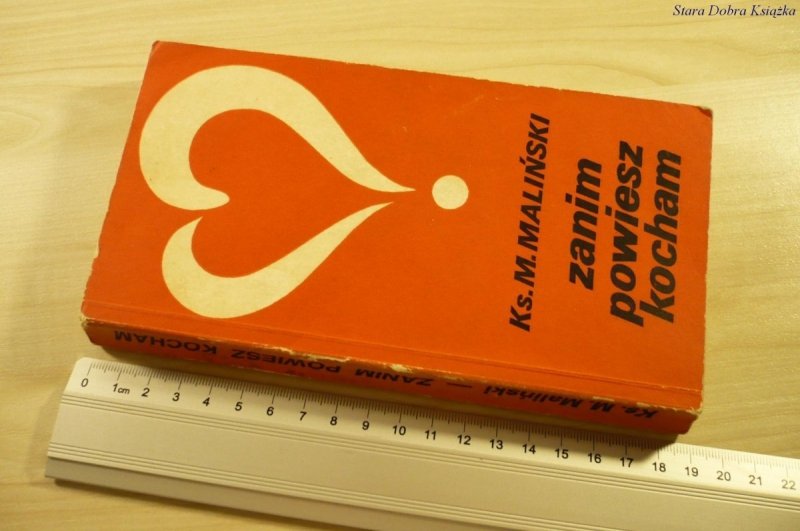 Stara Dobra Książka
Ks. M. MALIŃSKI
zanim
powiesz
kocham
Ks. M. Maliński — ZANIM POWIESZ KOCHAM
0 1cm 2 3 4 5 6 7 8 9 10 11 12 13 14 15 16 17 18 19 20 21 22